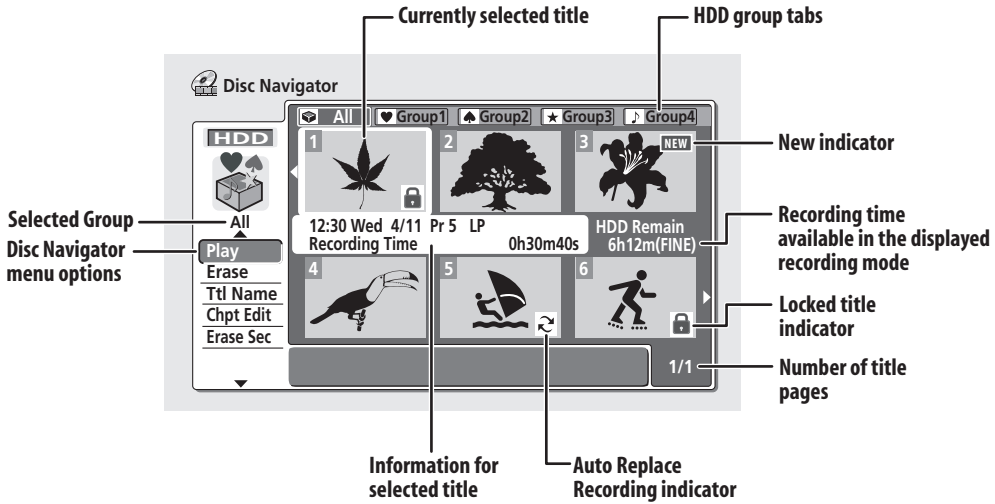 Currently selected title
HDD group tabs
Disc Navigator
All Group1 Group2 Group3 Group4
HDD
1
2
3
NEW
New indicator
Selected Group
All
12:30 Wed 4/11 Pr 5 LP
Recording Time 0h30m40s
HDD Remain
6h12m(FINE)
Recording time
available in the displayed
recording mode
Disc Navigator
menu options
Play
Erase
Ttl Name
Chpt Edit
Erase Sec
4
5
6
Locked title
indicator
1/1
Number of title
pages
Information for
selected title
Auto Replace
Recording indicator